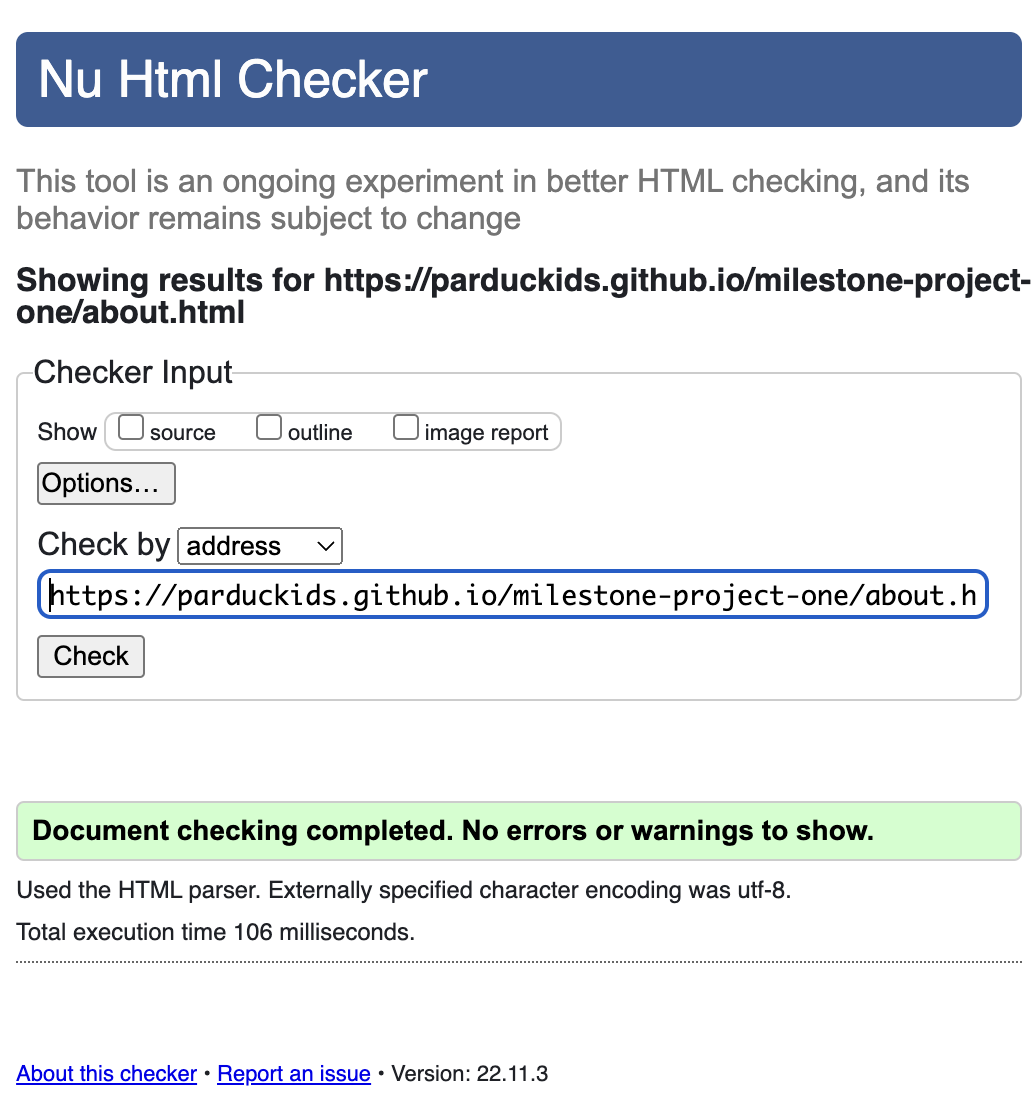 Nu Html Checker
This tool is an ongoing experiment in better HTML checking, and its
behavior remains subject to change
Showing results for https://parduckids.github.io/milestone-project-
one/about.html
Checker Input
Show source outline image report
Options...
Check by address
https://parduckids.github.io/milestone-project-one/about.h
Check
Document checking completed. No errors or warnings to show.
Used the HTML parser. Externally specified character encoding was utf-8.
Total execution time 106 milliseconds.
About this checker • Report an issue • Version: 22.11.3